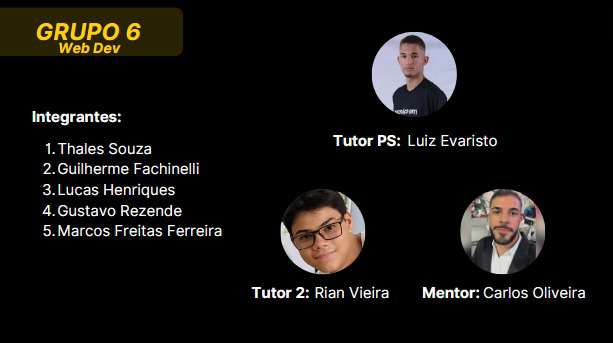 GRUPO 6
Web Dev
Integrantes:
1. Thales Souza
2. Guilherme Fachinelli
3. Lucas Henriques
4. Gustavo Rezende
5. Marcos Freitas Ferreira
Tutor PS: Luiz Evaristo
Tutor 2: Rian Vieira
Mentor: Carlos Oliveira